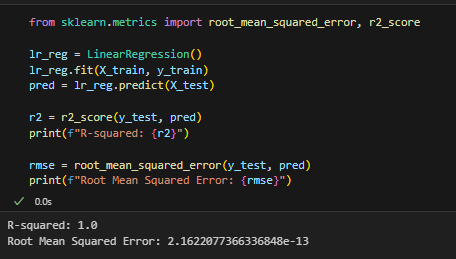 from sklearn.metrics import root_mean_squared_error, r2_score
lr_reg = LinearRegression()
lr_reg.fit(X_train, y_train)
pred = lr_reg.predict(X_test)
r2 = r2_score(y_test, pred)
print(f"R-squared: {r2}")
rmse = root_mean_squared_error(y_test, pred)
print(f"Root Mean Squared Error: {rmse}")
0.0s
R-squared: 1.0
Root Mean Squared Error: 2.1622077366336848e-13